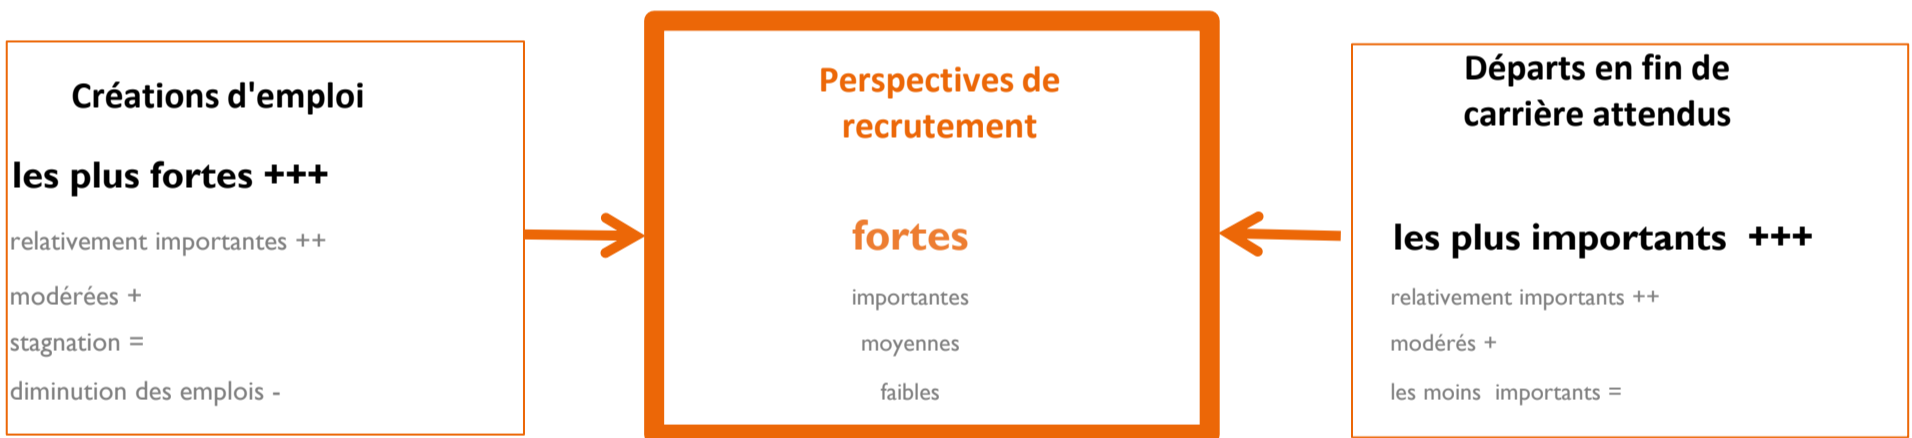 Créations d'emploi
les plus fortes +++
relativement importantes ++
modérées +
stagnation =
diminution des emplois -
Perspectives de
recrutement
fortes
importantes
moyennes
faibles
Départs en fin de
carrière attendus
les plus importants +++
relativement importants ++
modérés +
les moins importants =